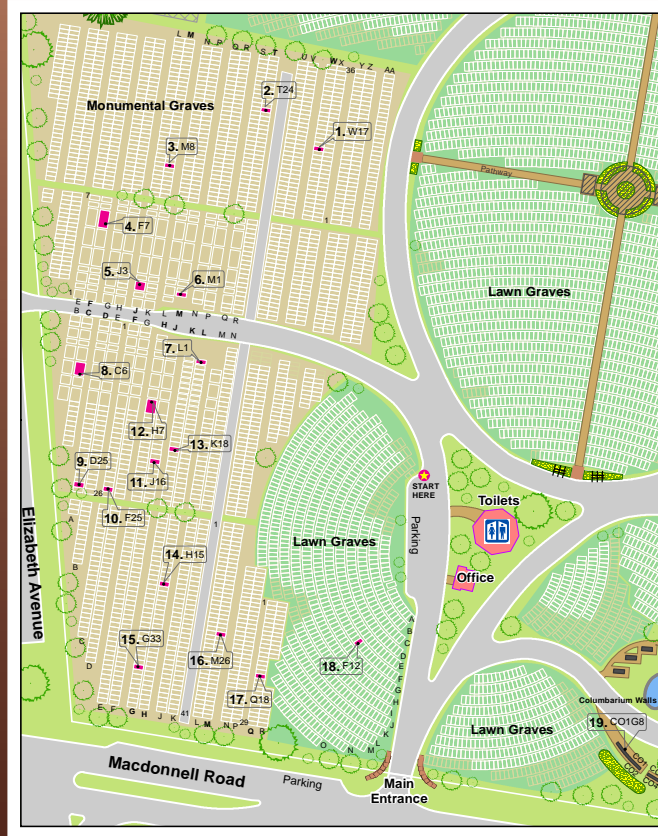 L M N P Q R S T U V W X Y Z AA
36
2. T24
Monumental Graves
1. W17
3. M8
Pathway
7
1
4. F7
Lawn Graves
5. J3
6. M1
1
E F G H J K L M N P Q R
B C D E F G H J K L M N
1
7. L1
8. C6
12. H7
13. K18
9. D25
11. J16
START
HERE
26
10. F25
Toilets
A
1
Parking
Elizabeth Avenue
Lawn Graves
B
14. H15
Office
1
A
B
C
D
E
F
G
H
I
J
K
L
M
N
O
C
16. M26
15. G33
18. F12
D
17. Q18
Columbarium Walls
E F G H J K 41 L M N P 29 Q R
19. CO1G8
Lawn Graves
CO1
CO2
Macdonnell Road
Parking
Main
Entrance